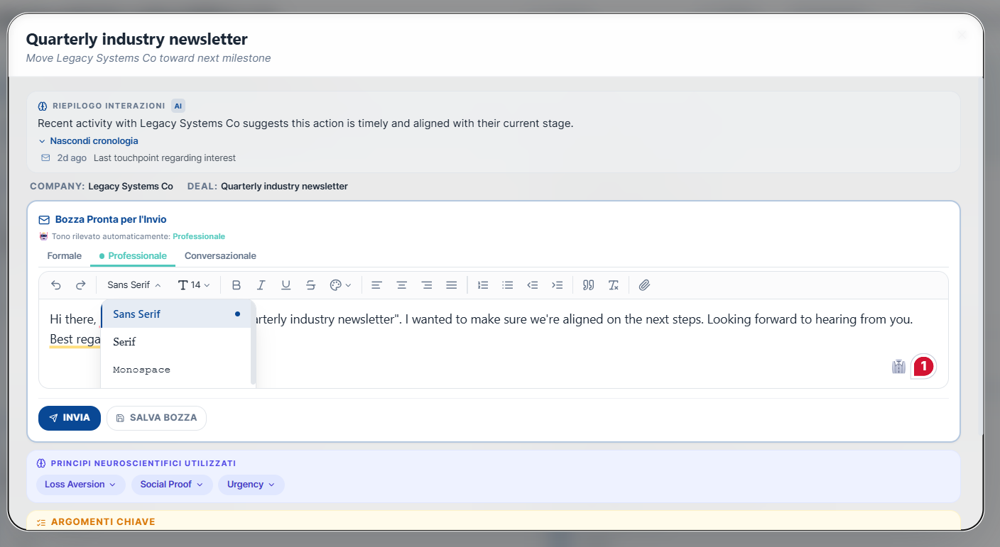 Quarterly industry newsletter
Move Legacy Systems Co toward next milestone
RIEPILOGO INTERAZIONI AI
Recent activity with Legacy Systems Co suggests this action is timely and aligned with their current stage.
Nascondi cronologia
2d ago Last touchpoint regarding interest
COMPANY: Legacy Systems Co DEAL: Quarterly industry newsletter
Bozza Pronta per l'Invio
Tono rilevato automaticamente: Professionale
Formale Professionale Conversazionale
Sans Serif 14
Hi there, arterly industry newsletter". I wanted to make sure we're aligned on the next steps. Looking forward to hearing from you.
Best rega
Sans Serif
Serif
Monospace
1
INVIA SALVA BOZZA
PRINCIPI NEUROSCIENTIFICI UTILIZZATI
Loss Aversion Social Proof Urgency
ARGOMENTI CHIAVE